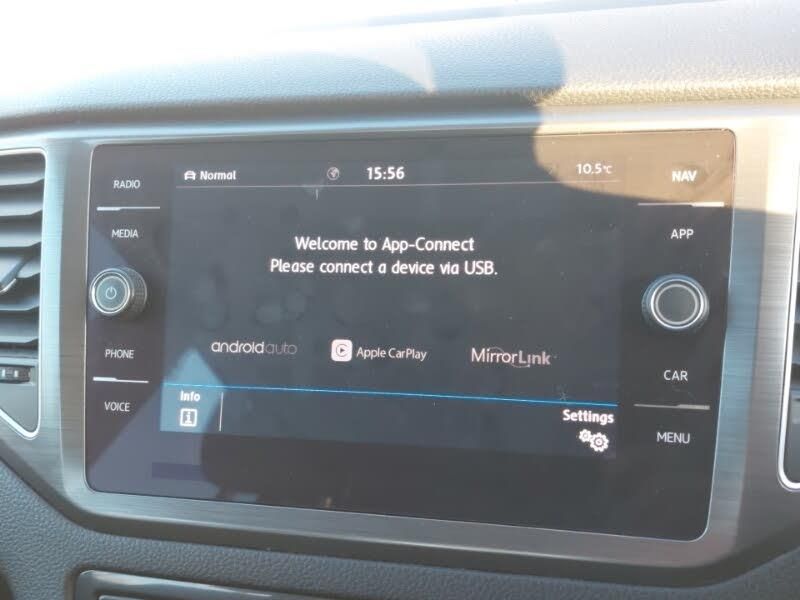 RADIO
MEDIA
PHONE
VOICE
Normal
15:56
10.5°C
Welcome to App-Connect
Please connect a device via USB.
androidauto
Apple CarPlay
MirrorLink
Info
i
Settings
NAV
APP
CAR
MENU